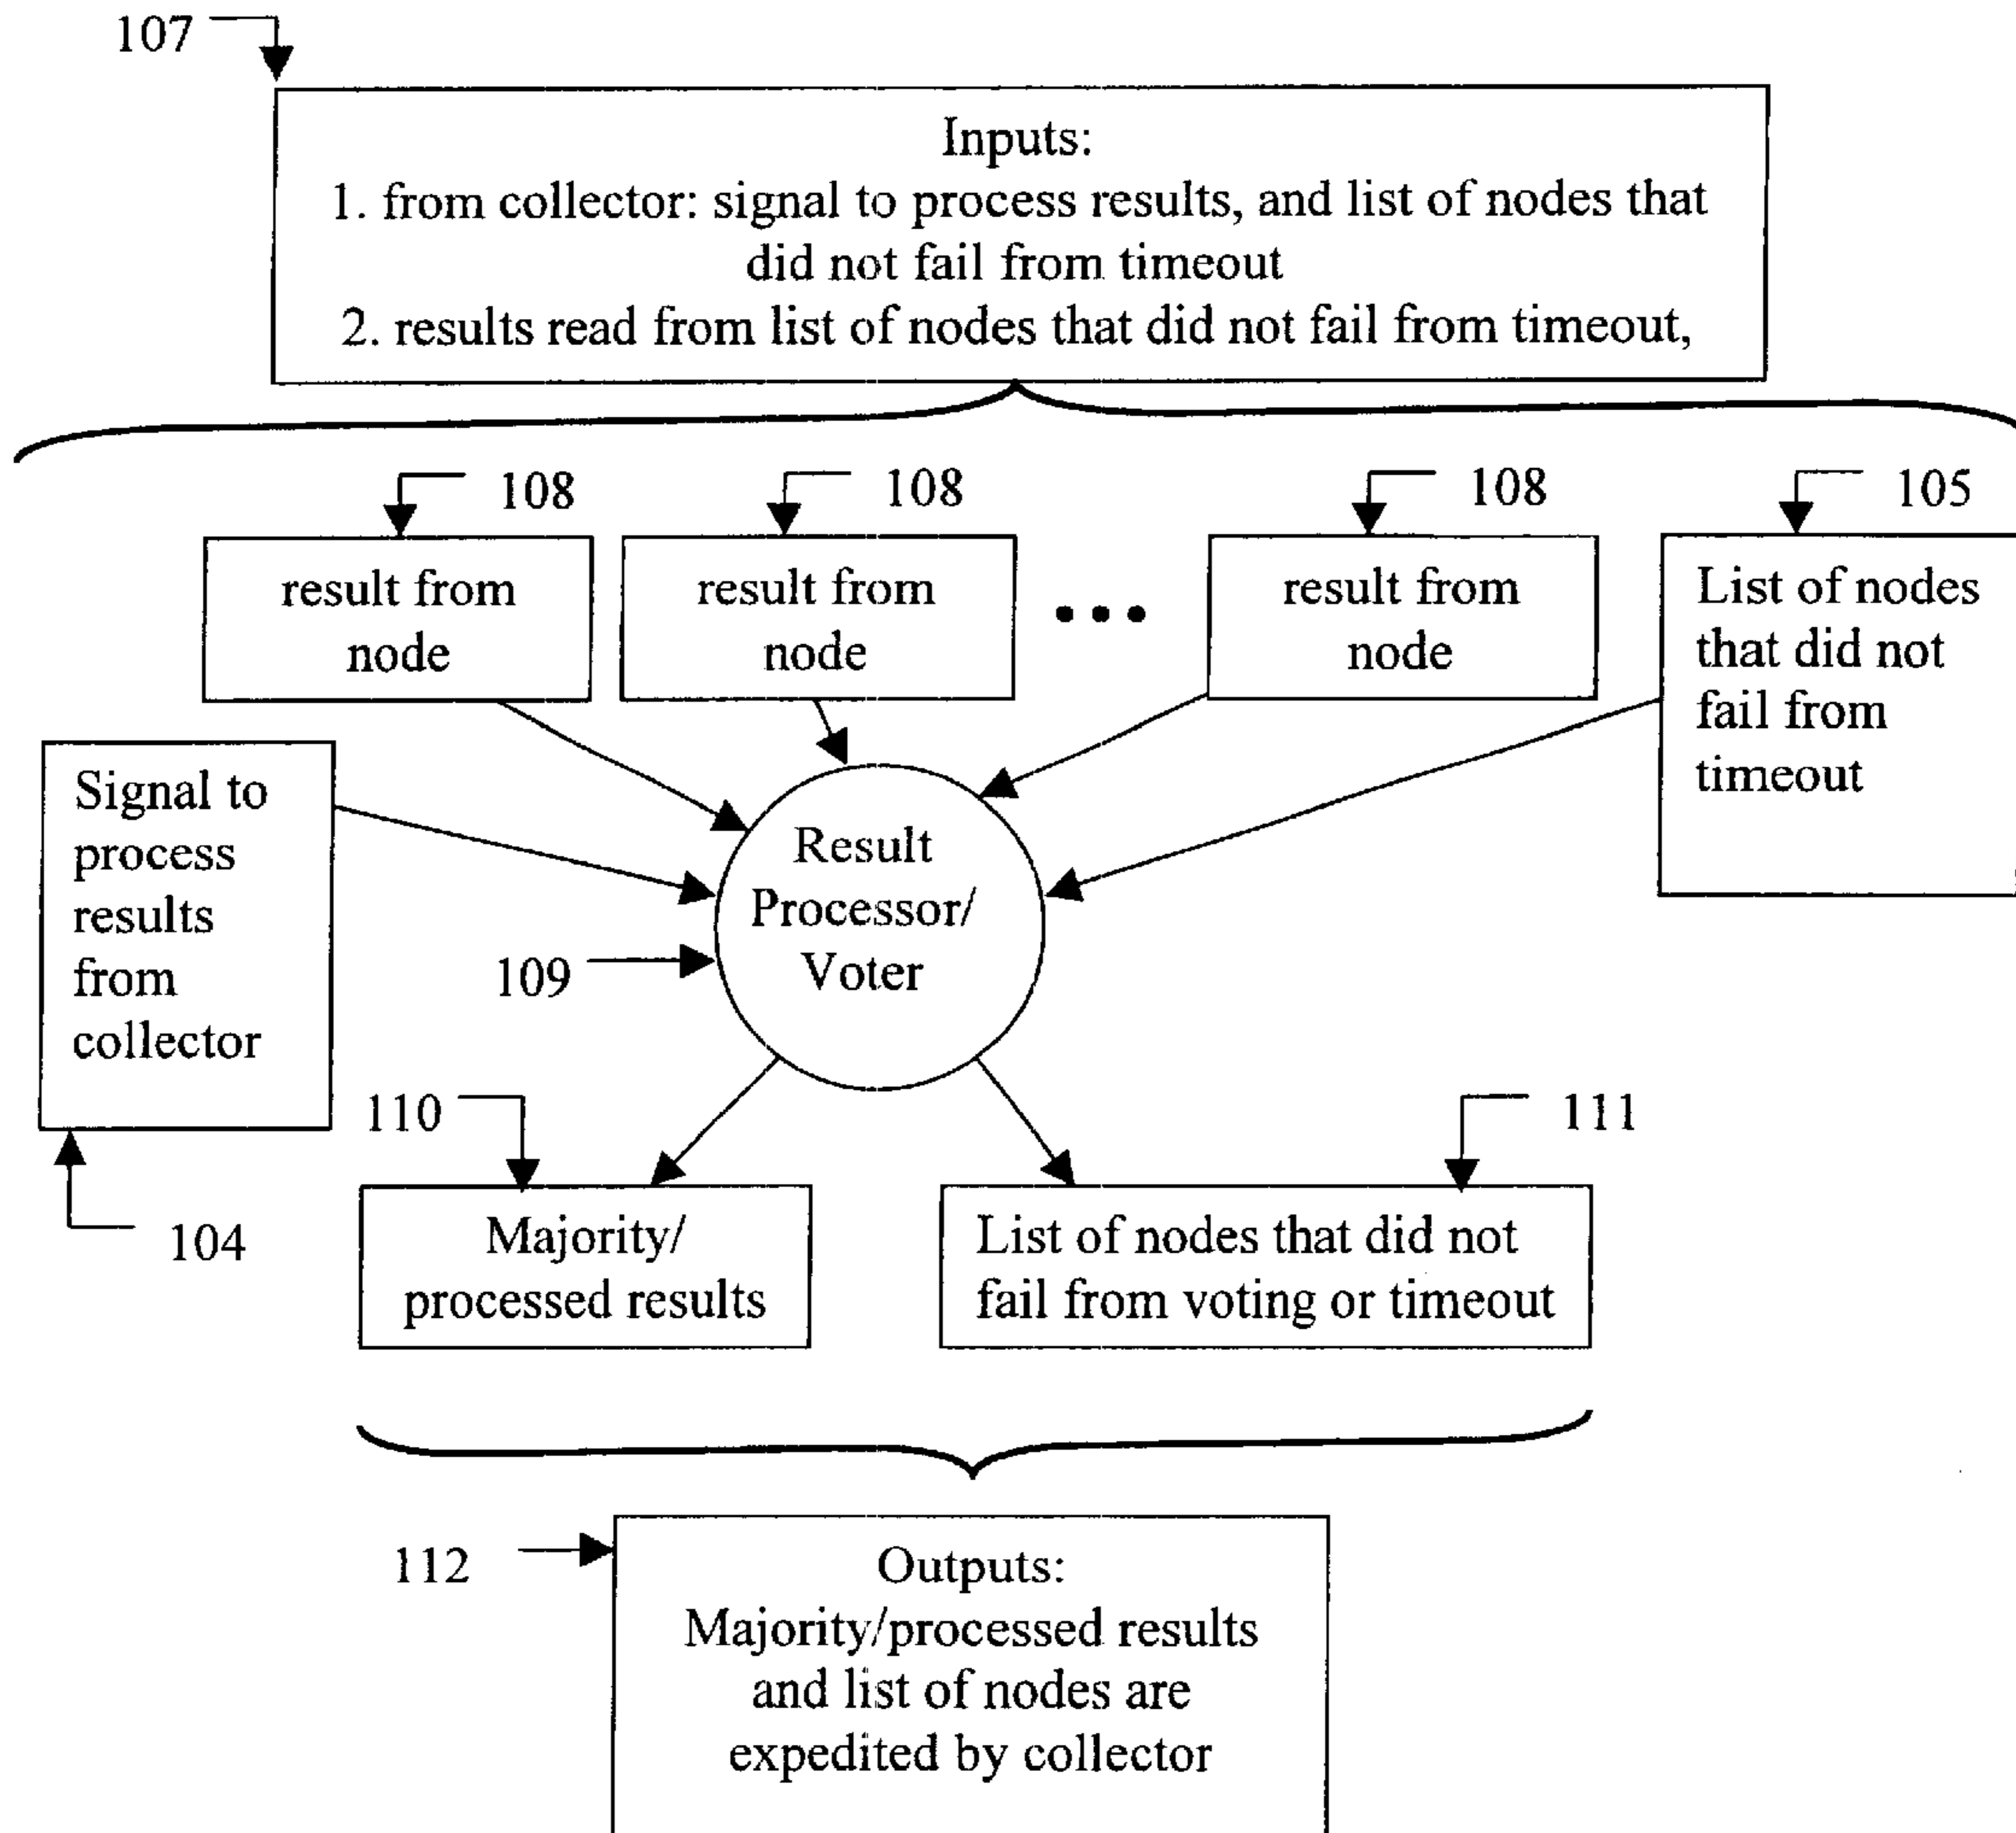 107
Inputs:
1. from collector: signal to process results, and list of nodes that
did not fail from timeout
2. results read from list of nodes that did not fail from timeout,
108
108
108
105
result from
node
result from
node
result from
node
List of nodes
that did not
fail from
timeout
Signal to
process
results
from
collector
Result
Processor/
Voter
109
110
111
104
Majority/
processed results
List of nodes that did not
fail from voting or timeout
112
Outputs:
Majority/processed results
and list of nodes are
expedited by collector